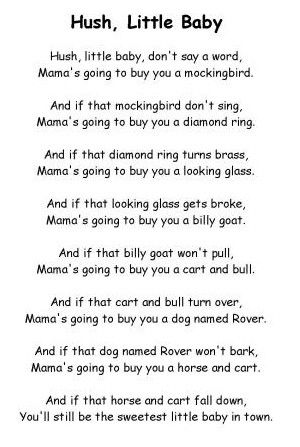 Hush, Little Baby
Hush, little baby, don't say a word,
Mama's going to buy you a mockingbird.
And if that mockingbird don't sing,
Mama's going to buy you a diamond ring.
And if that diamond ring turns brass,
Mama's going to buy you a looking glass.
And if that looking glass gets broke,
Mama's going to buy you a billy goat.
And if that billy goat won't pull,
Mama's going to buy you a cart and bull.
And if that cart and bull turn over,
Mama's going to buy you a dog named Rover.
And if that dog named Rover won't bark,
Mama's going to buy you a horse and cart.
And if that horse and cart fall down,
You'll still be the sweetest little baby in town.